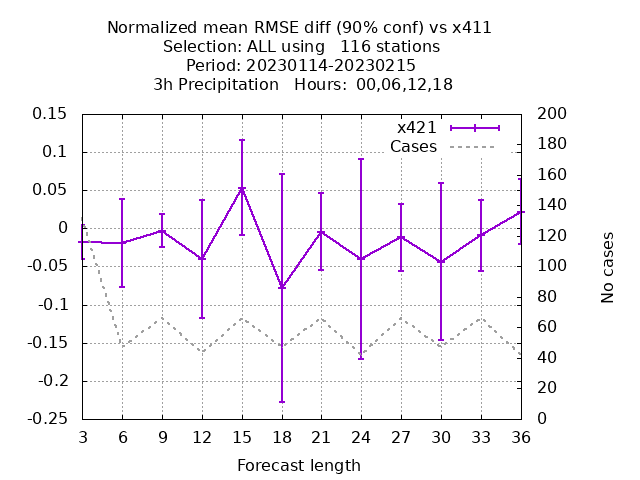 Normalized mean RMSE diff (90% conf) vs x411
Selection: ALL using   116 stations
Period: 20230114-20230215
3h Precipitation   Hours:  00,06,12,18
0.15
0.1
0.05
0
-0.05
-0.1
-0.15
-0.2
-0.25
x421
Cases
200
180
160
140
120
100
80
60
40
20
0
No cases
3 6 9 12 15 18 21 24 27 30 33 36
Forecast length